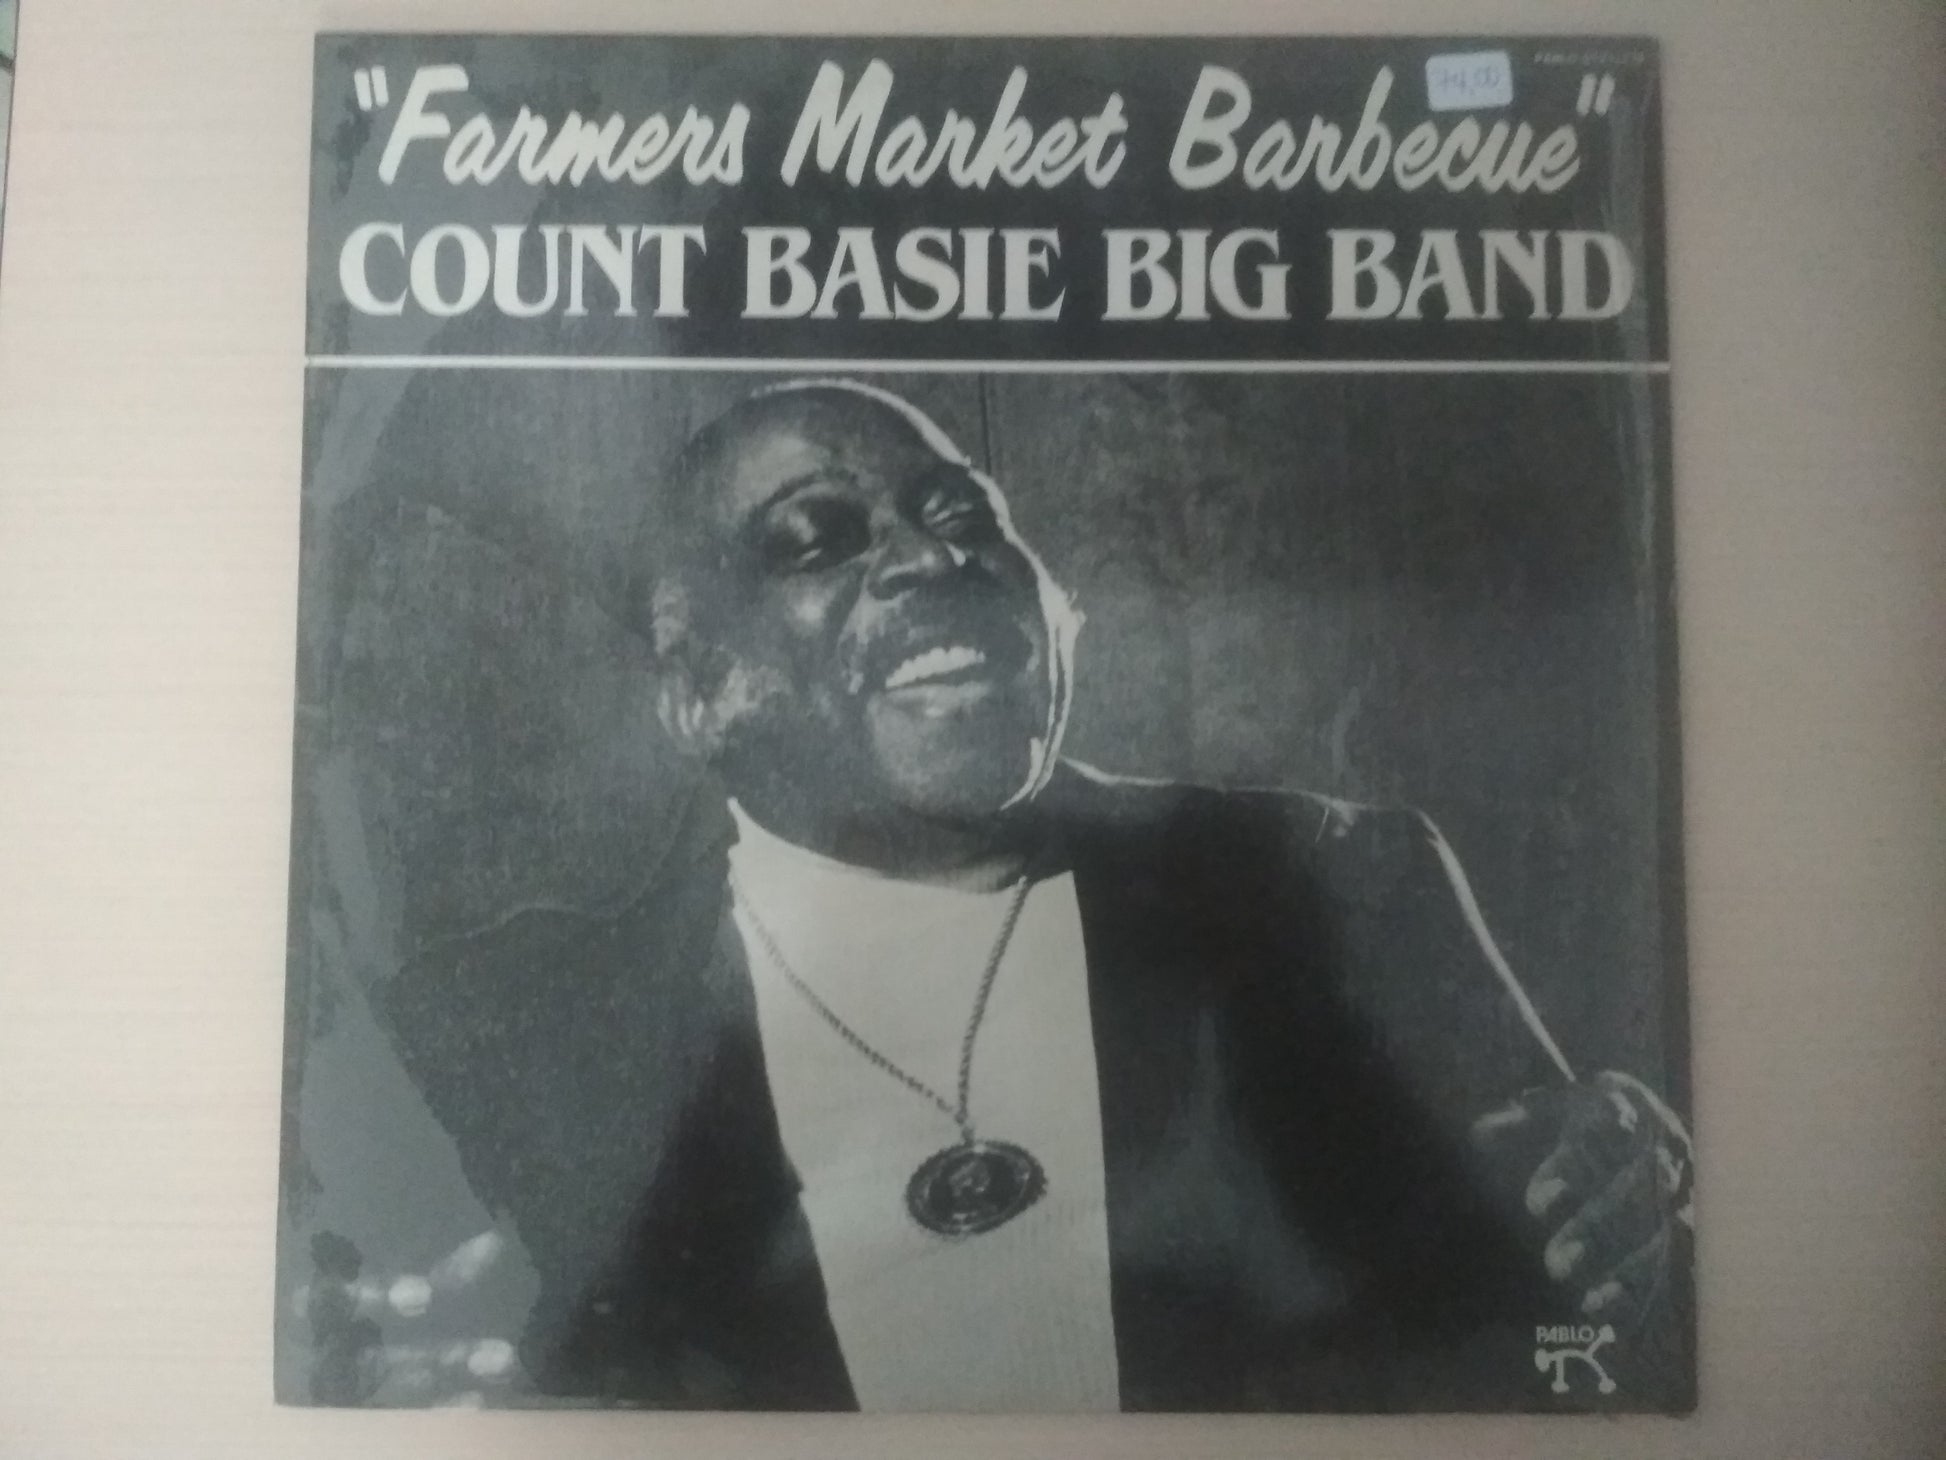 "Farmers Market Barbecue"
COUNT BASIE BIG BAND
PABLO